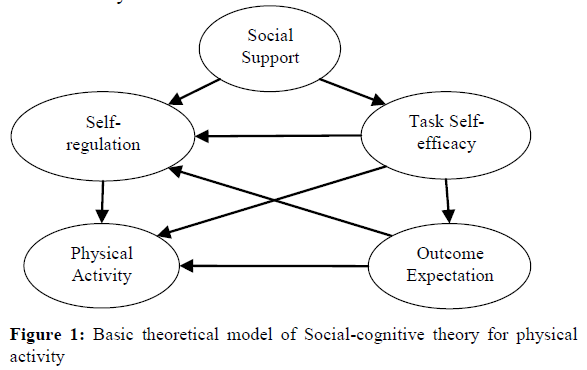 Social
Support
Self-
regulation
Task Self-
efficacy
Physical
Activity
Outcome
Expectation
Figure 1: Basic theoretical model of Social-cognitive theory for physical
activity